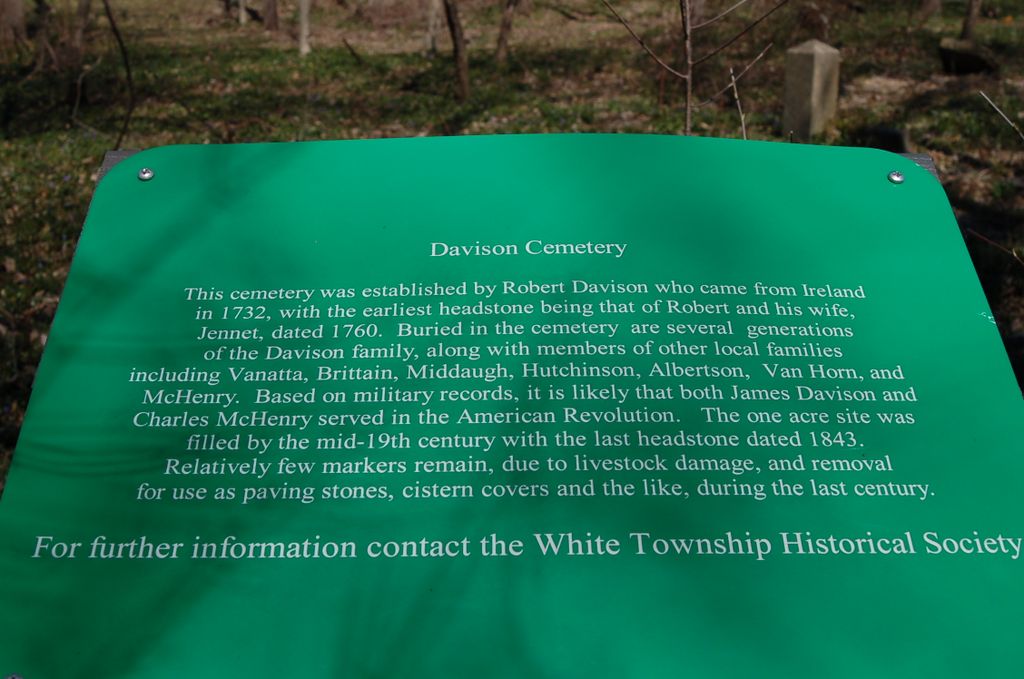 Davison Cemetery
This cemetery was established by Robert Davison who came from Ireland
in 1732, with the earliest headstone being that of Robert and his wife,
Jennet, dated 1760. Buried in the cemetery are several generations
of the Davison family, along with members of other local families
including Vanatta, Brittain, Middaugh, Hutchinson, Albertson, Van Horn, and
McHenry. Based on military records, it is likely that both James Davison and
Charles McHenry served in the American Revolution. The one acre site was
filled by the mid-19th century with the last headstone dated 1843.
Relatively few markers remain, due to livestock damage, and removal
for use as paving stones, cistern covers and the like, during the last century.
For further information contact the White Township Historical Society